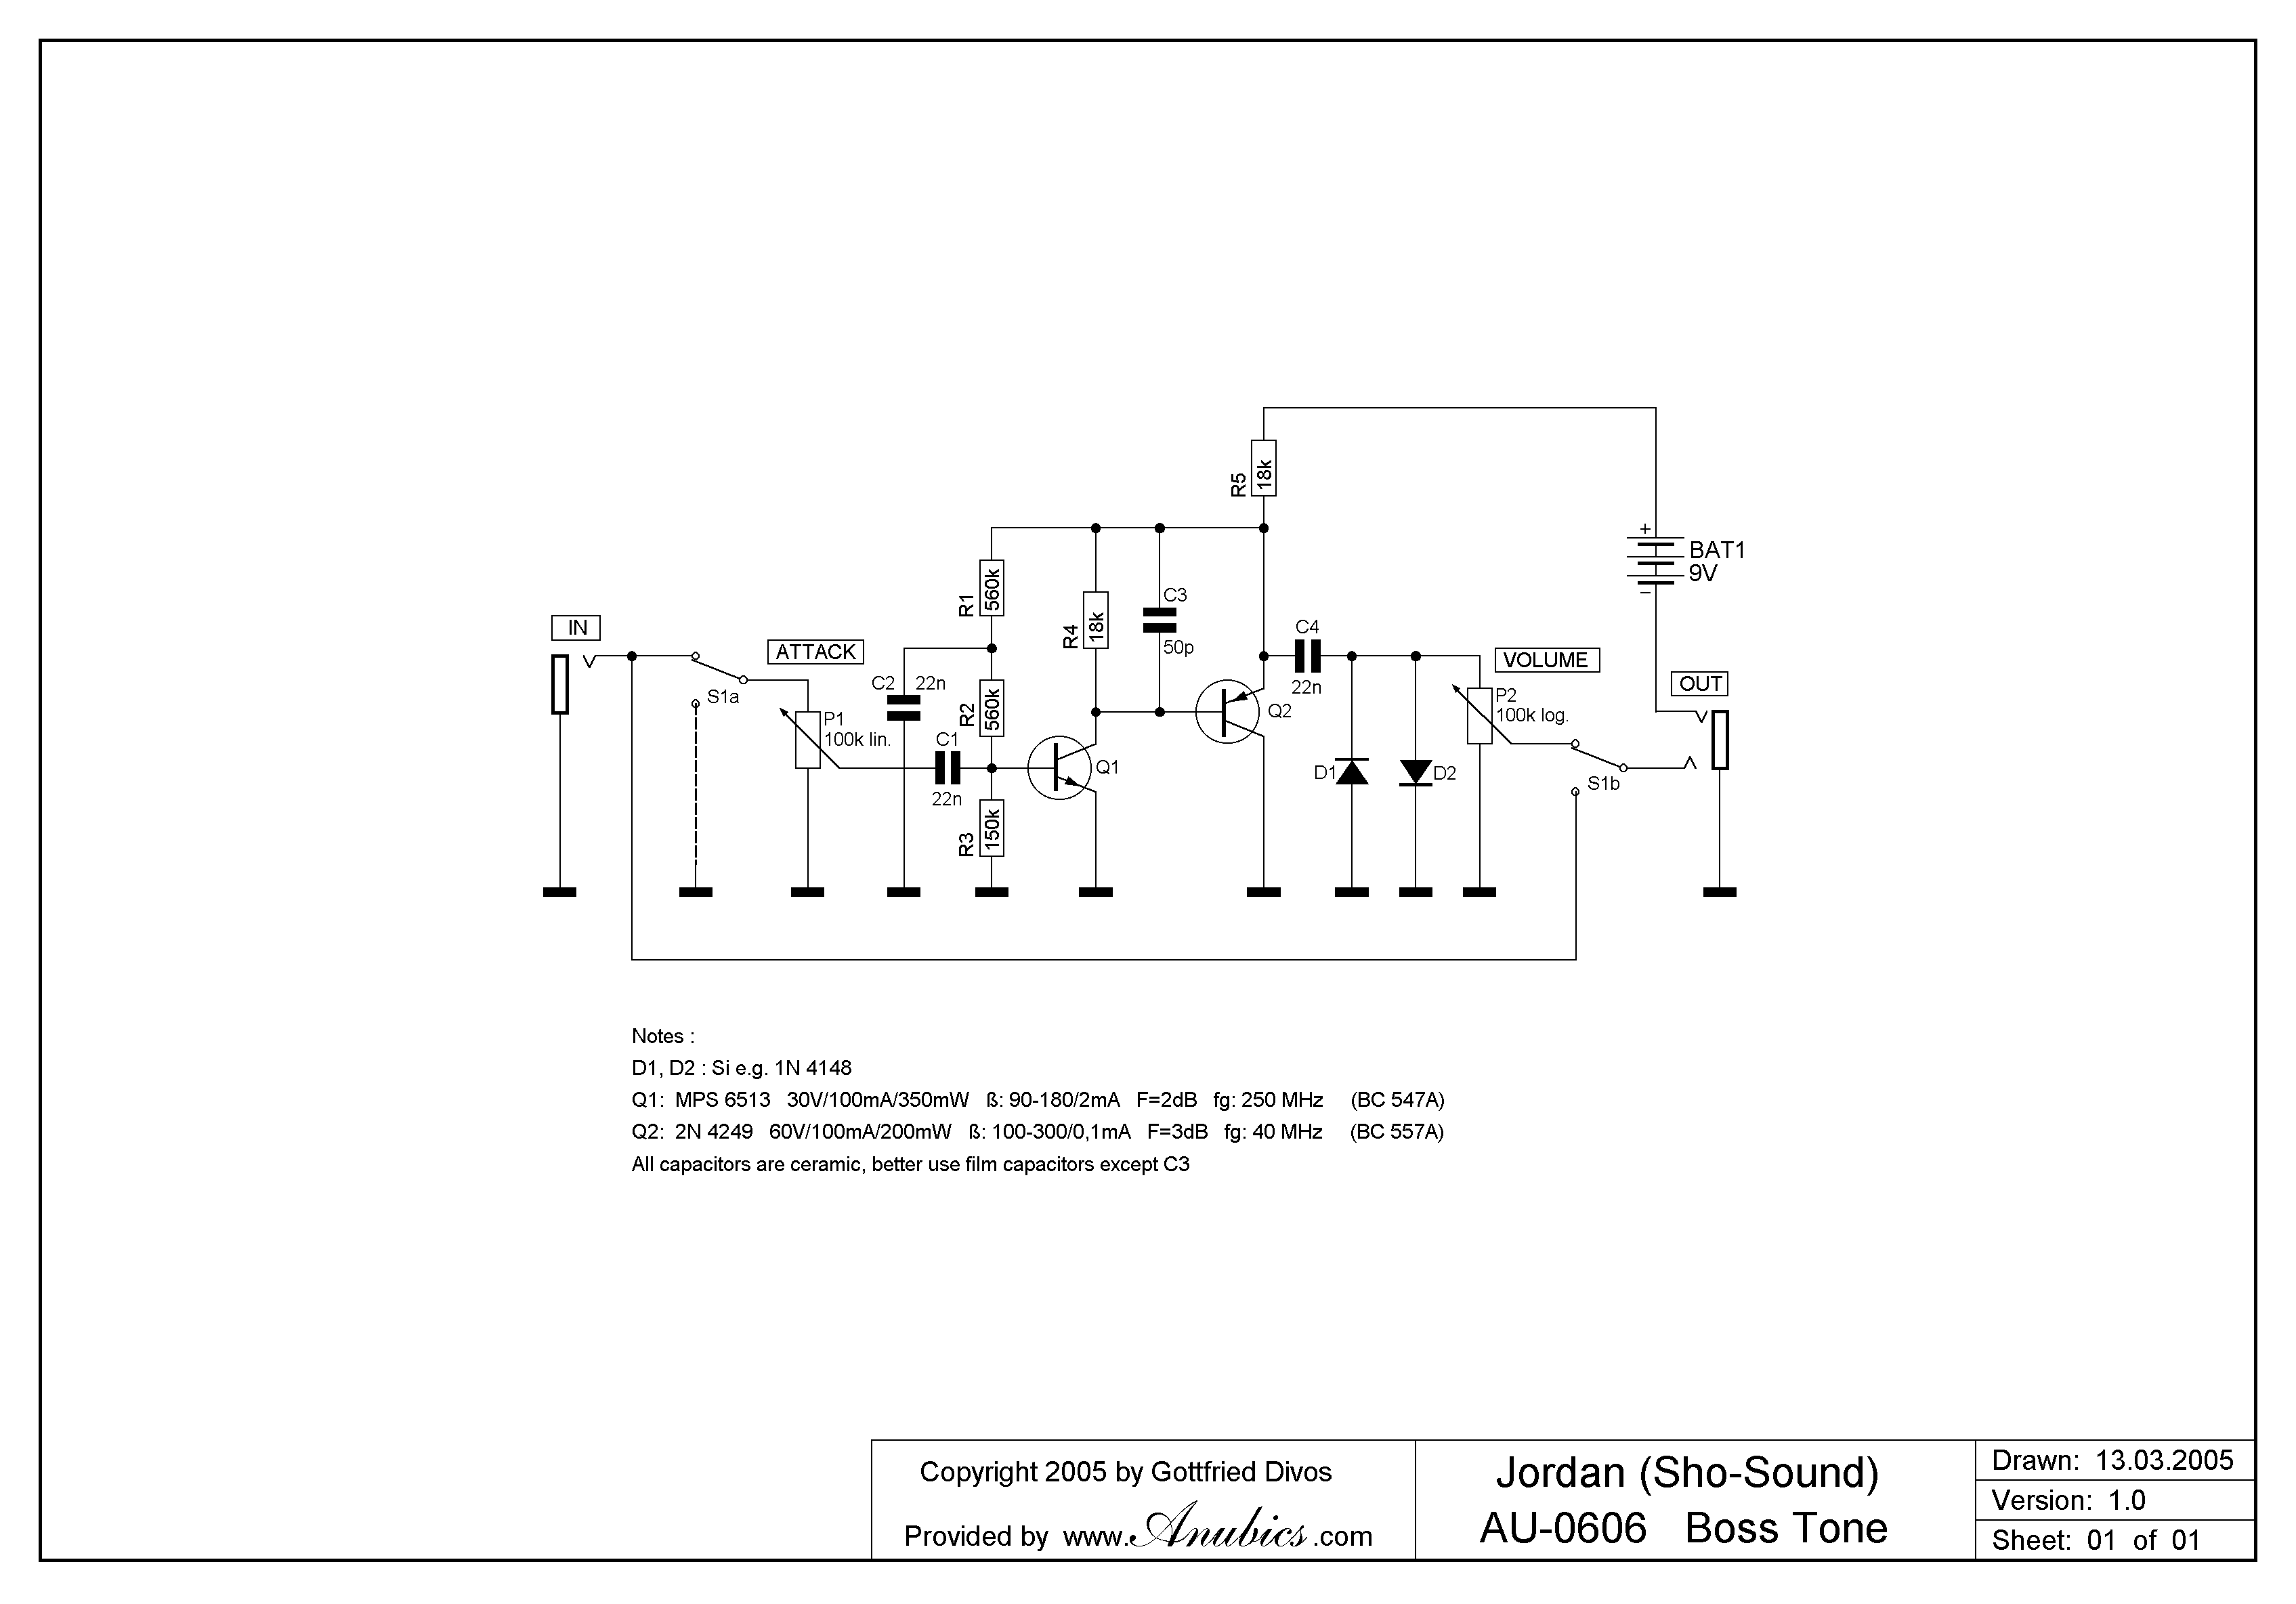 R5
18k
+
BAT1
9V
−
R1
560k
R4
18k
C3
50p
IN
ATTACK
S1a
P1
100k lin.
C2
22n
R2
560k
C1
22n
Q1
R3
150k
Q2
C4
22n
D1
D2
VOLUME
P2
100k log.
OUT
S1b
Notes :
D1, D2 : Si e.g. 1N 4148
Q1: MPS 6513 30V/100mA/350mW ß: 90-180/2mA F=2dB fg: 250 MHz (BC 547A)
Q2: 2N 4249 60V/100mA/200mW ß: 100-300/0,1mA F=3dB fg: 40 MHz (BC 557A)
All capacitors are ceramic, better use film capacitors except C3
Copyright 2005 by Gottfried Divos
Provided by www.Anubics.com
Jordan (Sho-Sound)
AU-0606 Boss Tone
Drawn: 13.03.2005
Version: 1.0
Sheet: 01 of 01